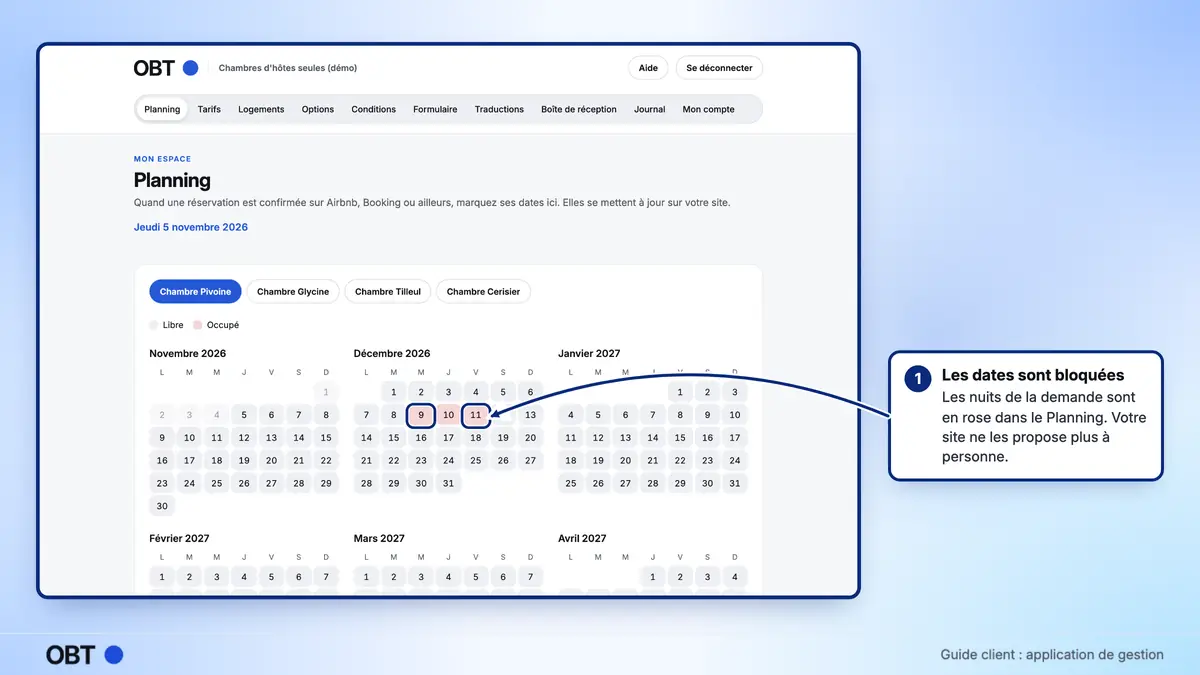 OBT
Chambres d'hôtes seules (démo)
Aide
Se déconnecter
Planning Tarifs Logements Options Conditions Formulaire Traductions Boîte de réception Journal Mon compte
MON ESPACE
Planning
Quand une réservation est confirmée sur Airbnb, Booking ou ailleurs, marquez ses dates ici. Elles se mettent à jour sur votre site.
Jeudi 5 novembre 2026
Chambre Pivoine Chambre Glycine Chambre Tilleul Chambre Cerisier
Libre Occupé
Novembre 2026
L M M J V S D
1
2 3 4 5 6 7 8
9 10 11 12 13 14 15
16 17 18 19 20 21 22
23 24 25 26 27 28 29
30
Décembre 2026
L M M J V S D
1 2 3 4 5 6
7 8 9 10 11 13
14 15 16 17 18 19 20
21 22 23 24 25 26 27
28 29 30 31
Janvier 2027
L M M J V S D
1 2 3
4 5 6 7 8 9 10
11 12 13 14 15 16 17
18 19 20 21 22 23 24
25 26 27 28 29 30 31
Février 2027
L M M J V S D
1 2 3 4 5 6 7
Mars 2027
L M M J V S D
1 2 3 4 5 6 7
Avril 2027
L M M J V S D
1 2 3 4
1 Les dates sont bloquées
Les nuits de la demande sont
en rose dans le Planning. Votre
site ne les propose plus à
personne.
OBT
Guide client : application de gestion